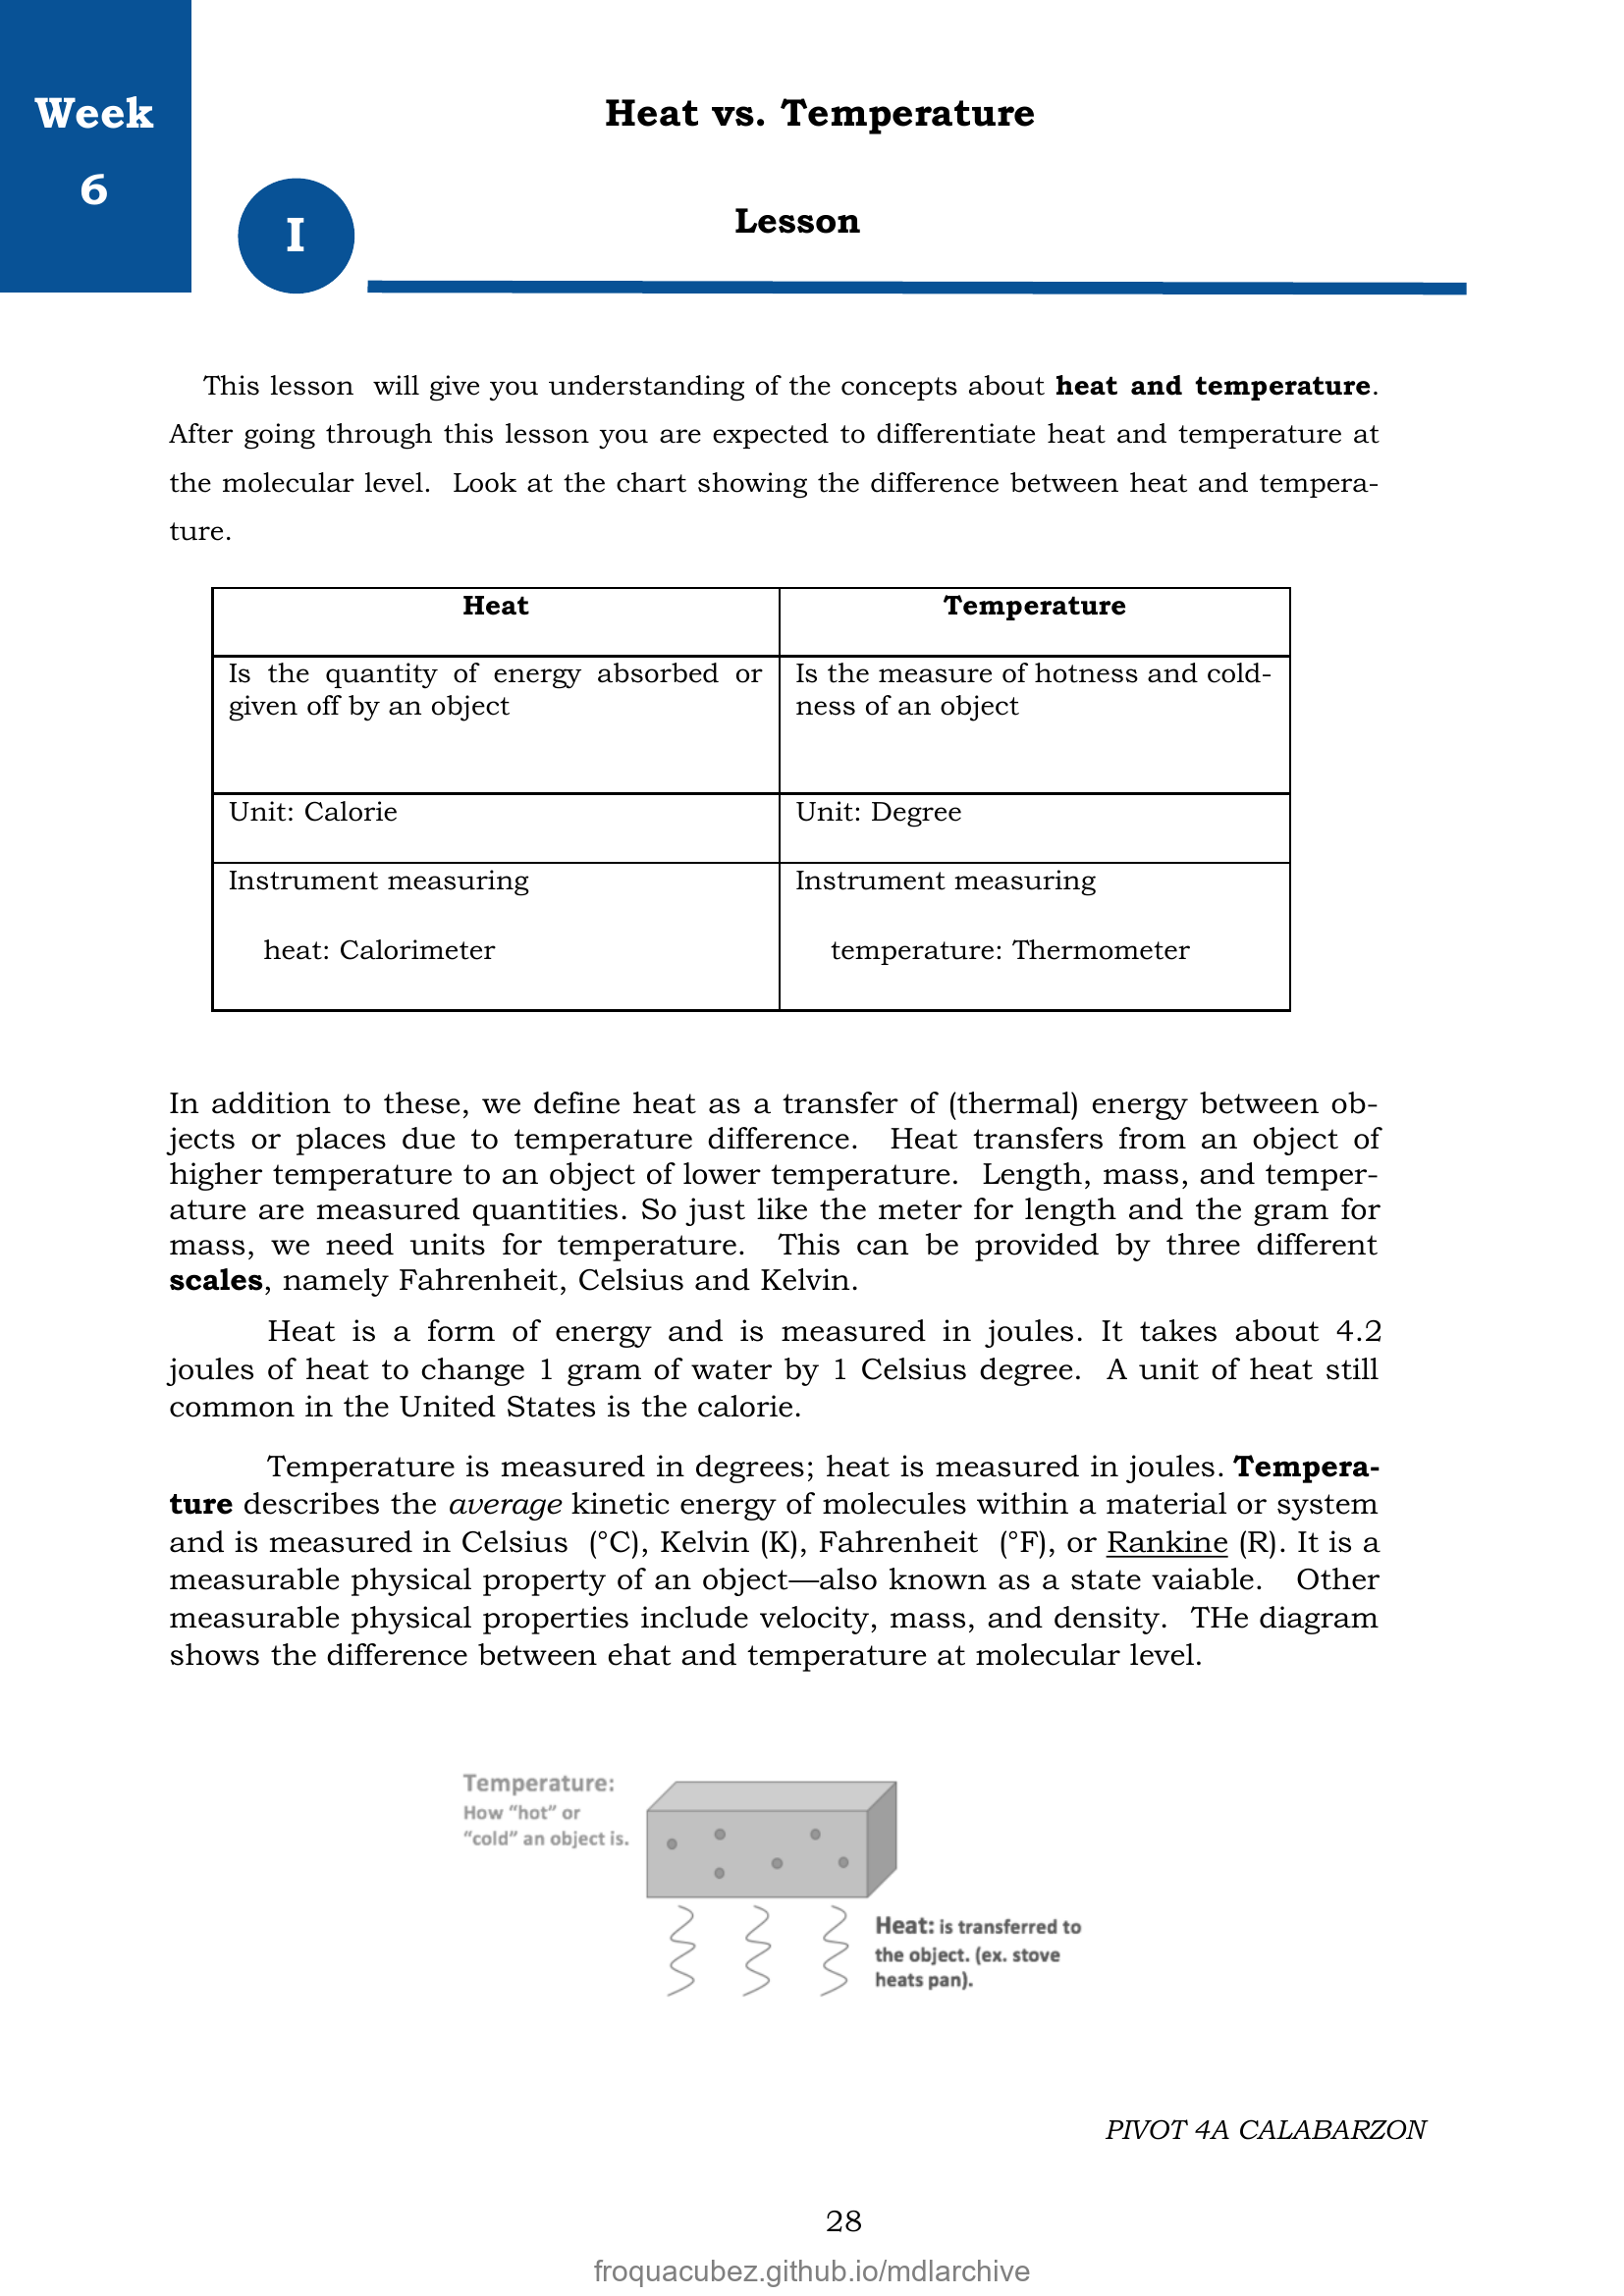 Week
6
Heat vs. Temperature
I
Lesson
This lesson will give you understanding of the concepts about heat and temperature.
After going through this lesson you are expected to differentiate heat and temperature at
the molecular level. Look at the chart showing the difference between heat and tempera-
ture.
Heat
Temperature
Is the quantity of energy absorbed or
given off by an object
Is the measure of hotness and cold-
ness of an object
Unit: Calorie
Unit: Degree
Instrument measuring
heat: Calorimeter
Instrument measuring
temperature: Thermometer
In addition to these, we define heat as a transfer of (thermal) energy between ob-
jects or places due to temperature difference. Heat transfers from an object of
higher temperature to an object of lower temperature. Length, mass, and temper-
ature are measured quantities. So just like the meter for length and the gram for
mass, we need units for temperature. This can be provided by three different
scales, namely Fahrenheit, Celsius and Kelvin.
Heat is a form of energy and is measured in joules. It takes about 4.2
joules of heat to change 1 gram of water by 1 Celsius degree. A unit of heat still
common in the United States is the calorie.
Temperature is measured in degrees; heat is measured in joules. Tempera-
ture describes the average kinetic energy of molecules within a material or system
and is measured in Celsius (°C), Kelvin (K), Fahrenheit (°F), or Rankine (R). It is a
measurable physical property of an object—also known as a state vaiable. Other
measurable physical properties include velocity, mass, and density. THe diagram
shows the difference between ehat and temperature at molecular level.
Temperature:
How “hot” or
“cold” an object is.
Heat: is transferred to
the object. (ex. stove
heats pan).
PIVOT 4A CALABARZON
28
froquacubez.github.io/mdlarchive